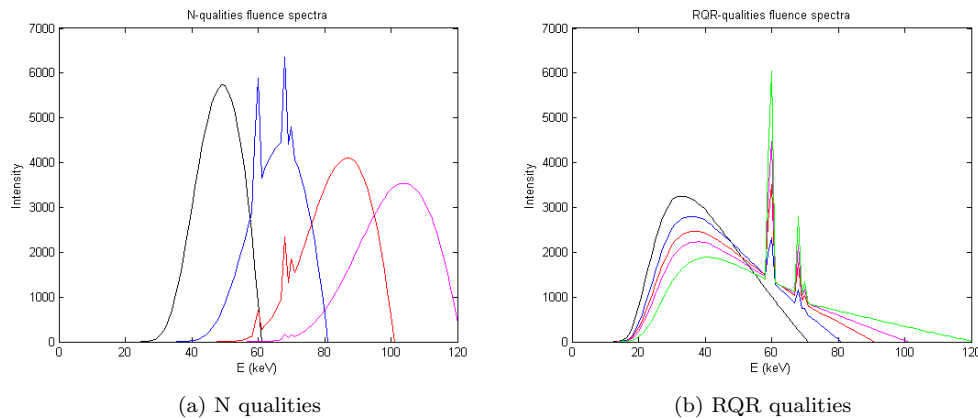 N-qualities fluence spectra
7000
6000
5000
4000
3000
2000
1000
0
Intensity
0 20 40 60 80 100 120
E (keV)
(a) N qualities
RQR-qualities fluence spectra
7000
6000
5000
4000
3000
2000
1000
0
Intensity
0 20 40 60 80 100 120
E (keV)
(b) RQR qualities